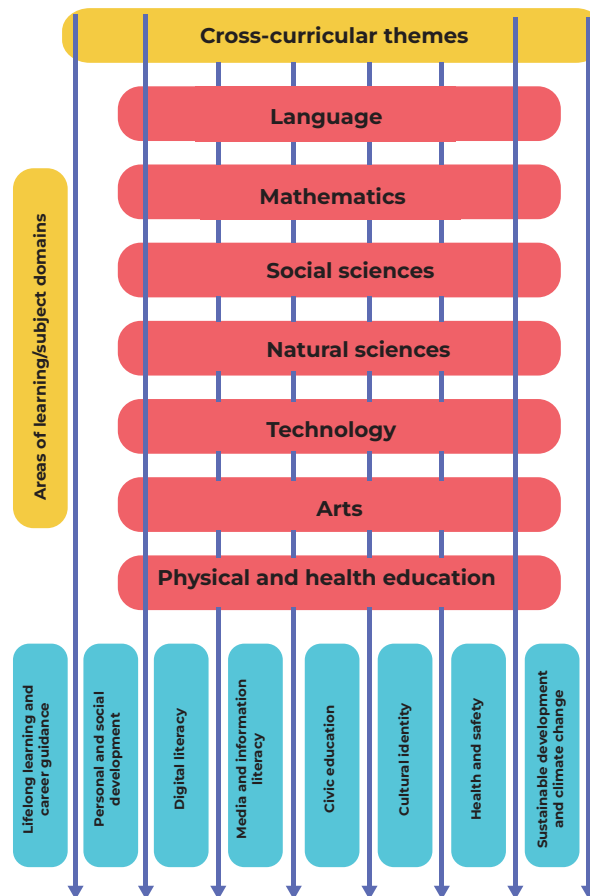 Cross-curricular themes
Areas of learning/subject domains
Language
Mathematics
Social sciences
Natural sciences
Technology
Arts
Physical and health education
Lifelong learning and
career guidance
Personal and social
development
Digital literacy
Media and information
literacy
Civic education
Cultural identity
Health and safety
Sustainable development
and climate change